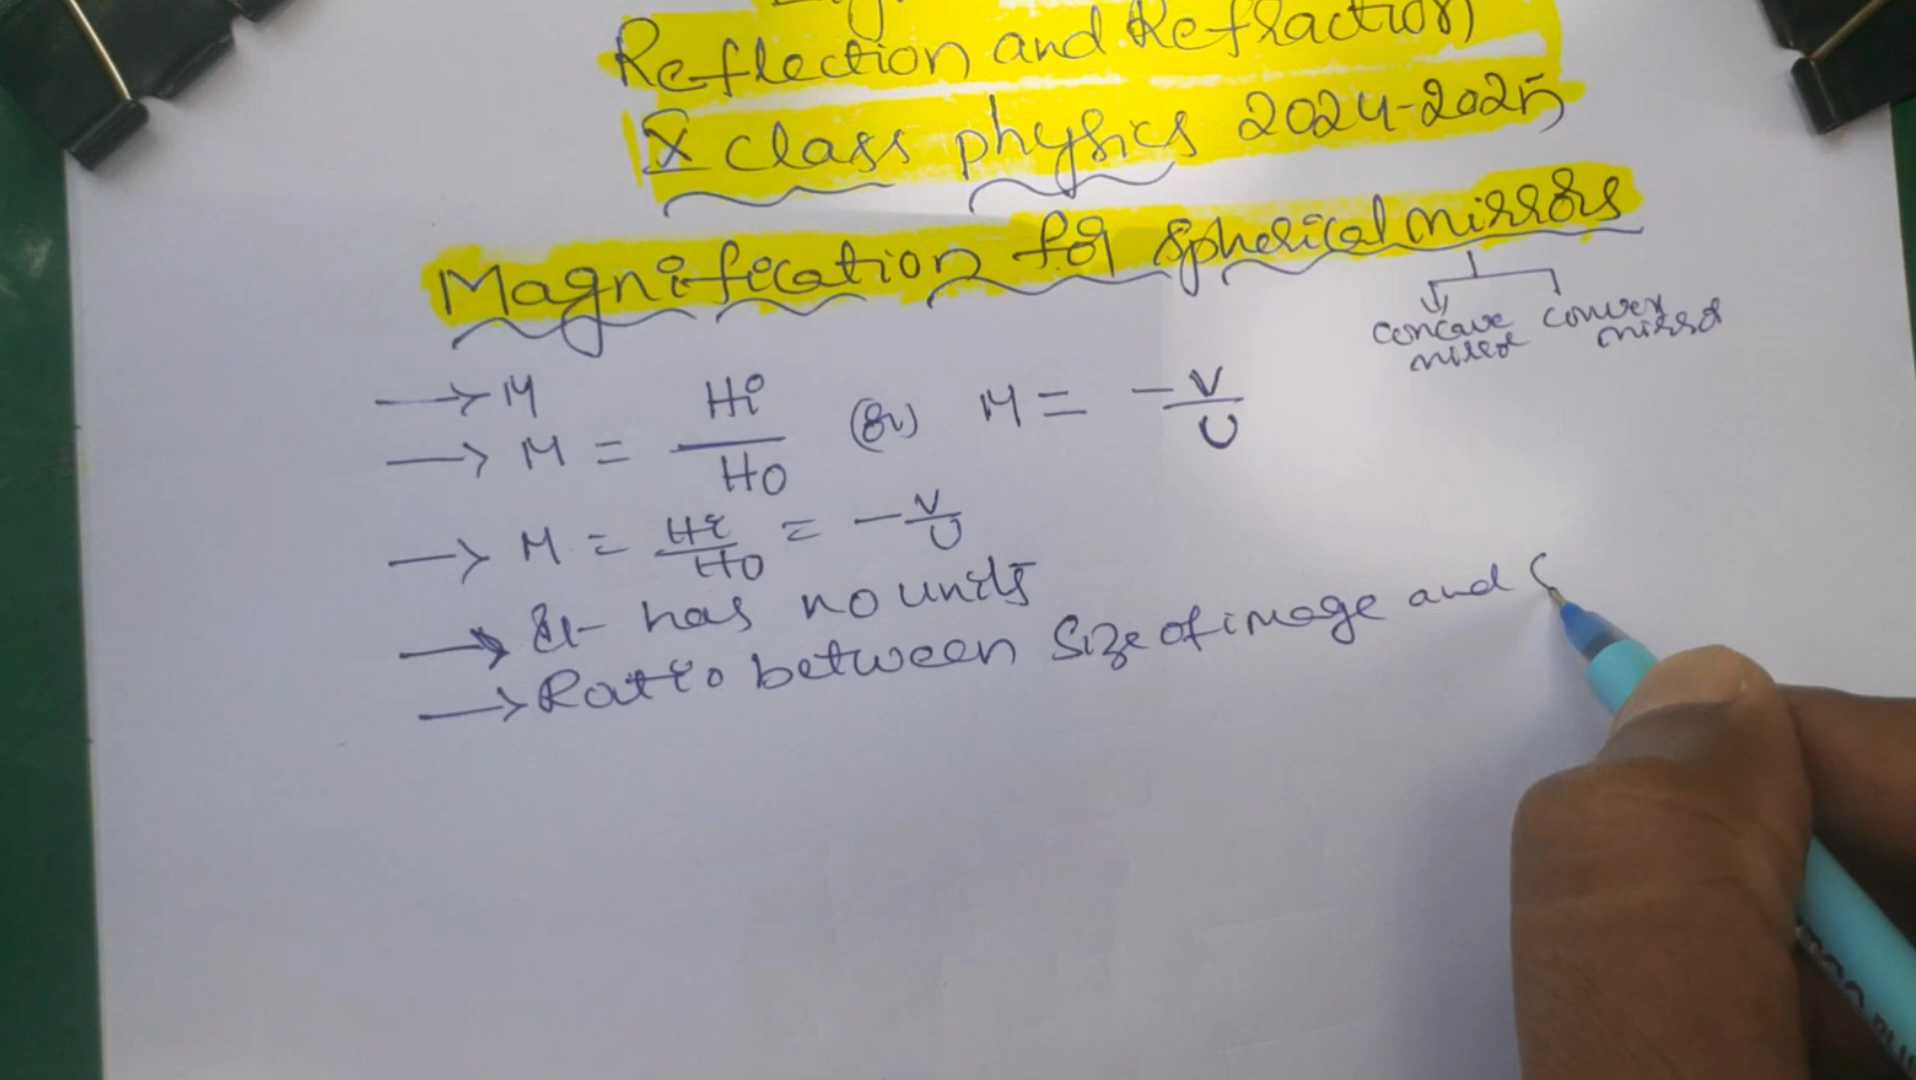 Reflection and Refraction
X class physics 2024-2025
Magnification for spherical mirrors
concave mirror convex mirror
→ M
→ M = Hi/Ho (or) M = -V/U
→ M = Hi/Ho = -V/U
→ It has no units
→ Ratio between Size of image and S